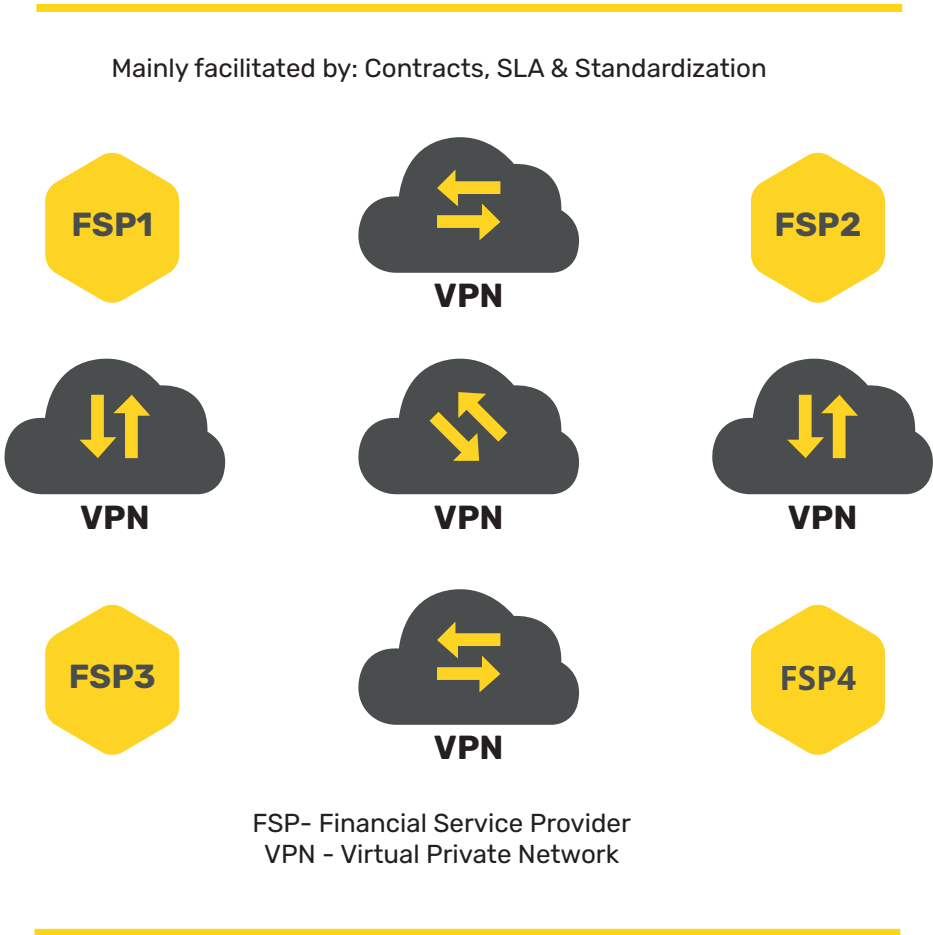 Mainly facilitated by: Contracts, SLA & Standardization
FSP1
FSP2
VPN
VPN
VPN
VPN
FSP3
FSP4
VPN
FSP- Financial Service Provider
VPN - Virtual Private Network